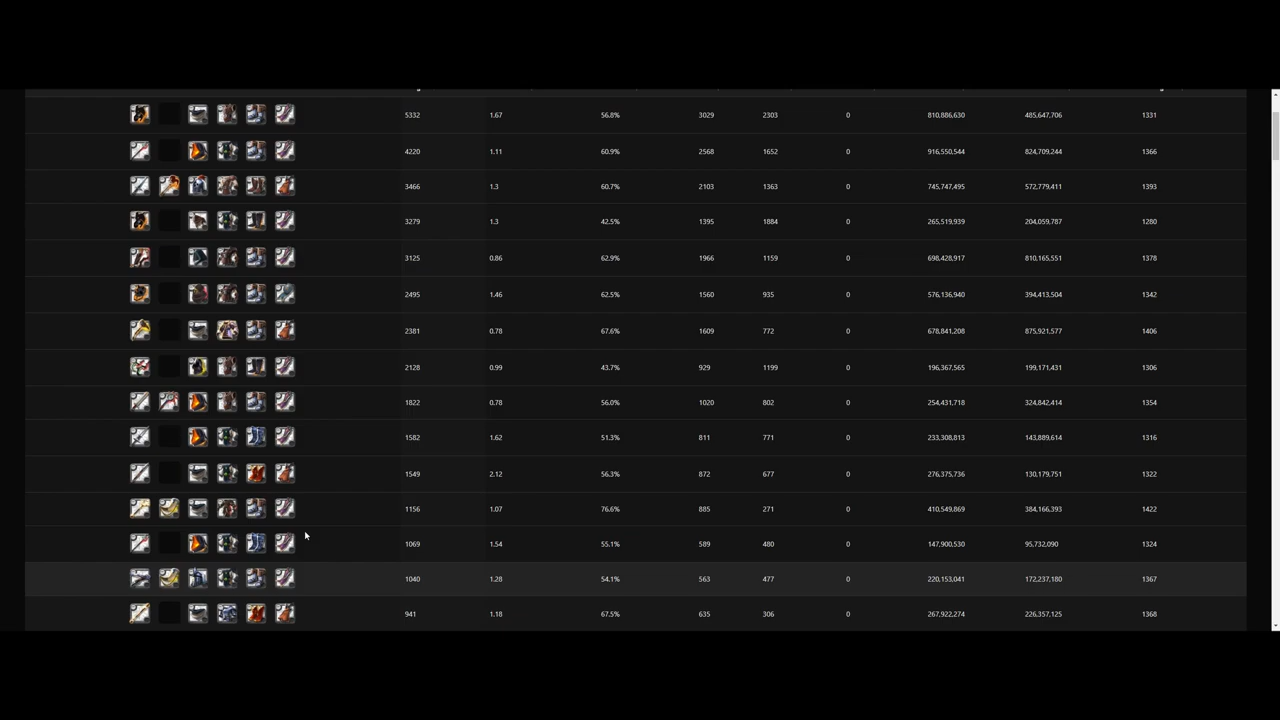 5332 1.67 56.8% 3029 2303 0 810,886,630 485,647,706 1331
4220 1.11 60.9% 2568 1652 0 916,550,544 824,709,244 1366
3466 1.3 60.7% 2103 1363 0 745,747,495 572,779,411 1393
3279 1.3 42.5% 1395 1884 0 265,519,939 204,059,787 1280
3125 0.86 62.9% 1966 1159 0 698,428,917 810,165,551 1378
2495 1.46 62.5% 1560 935 0 576,136,940 394,413,504 1342
2381 0.78 67.6% 1609 772 0 678,841,208 875,921,577 1406
2128 0.99 43.7% 929 1199 0 196,367,565 199,171,431 1306
1822 0.78 56.0% 1020 802 0 254,431,718 324,842,414 1354
1582 1.62 51.3% 811 771 0 233,308,813 143,889,614 1316
1549 2.12 56.3% 872 677 0 276,375,736 130,179,751 1322
1156 1.07 76.6% 885 271 0 410,549,869 384,166,393 1422
1069 1.54 55.1% 589 480 0 147,900,530 95,732,090 1324
1040 1.28 54.1% 563 477 0 220,153,041 172,237,180 1367
941 1.18 67.5% 635 306 0 267,922,274 226,357,125 1368